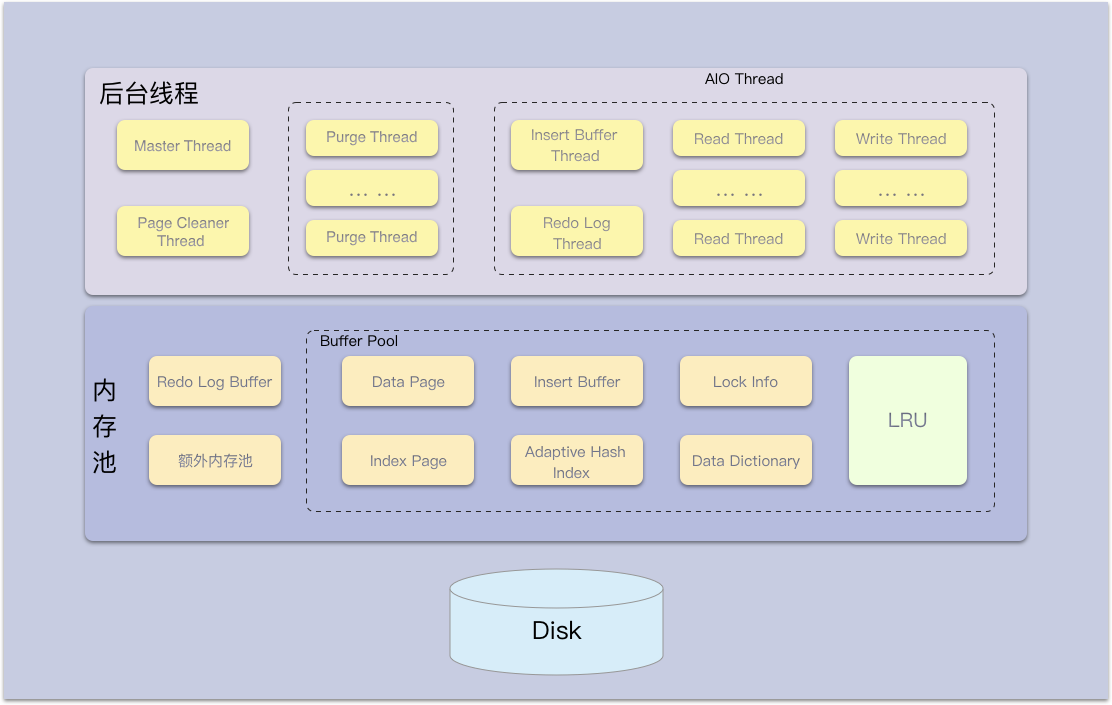 后台线程
AIO Thread
Master Thread
Page Cleaner
Thread
Purge Thread
... ...
Purge Thread
Insert Buffer
Thread
Redo Log
Thread
Read Thread
... ...
Read Thread
Write Thread
... ...
Write Thread
内
存
池
Redo Log Buffer
额外内存池
Buffer Pool
Data Page
Insert Buffer
Lock Info
Index Page
Adaptive Hash
Index
Data Dictionary
LRU
Disk